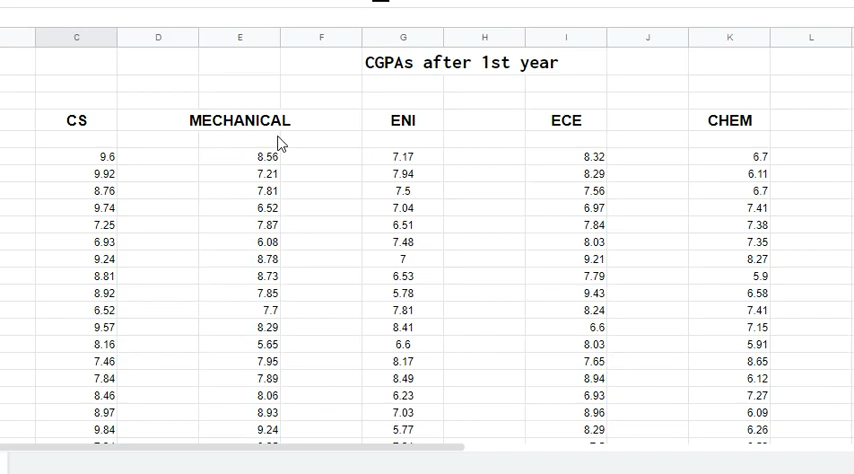 C D E F G H I J K L
CGPAs after 1st year
CS MECHANICAL ENI ECE CHEM
9.6 8.56 7.17 8.32 6.7
9.92 7.21 7.94 8.29 6.11
8.76 7.81 7.5 7.56 6.7
9.74 6.52 7.04 6.97 7.41
7.25 7.87 6.51 7.84 7.38
6.93 6.08 7.48 8.03 7.35
9.24 8.78 7 9.21 8.27
8.81 8.73 6.53 7.79 5.9
8.92 7.85 5.78 9.43 6.58
6.52 7.7 7.81 8.24 7.41
9.57 8.29 8.41 6.6 7.15
8.16 5.65 6.6 8.03 5.91
7.46 7.95 8.17 7.65 8.65
7.84 7.89 8.49 8.94 6.12
8.46 8.06 6.23 6.93 7.27
8.97 8.93 7.03 8.96 6.09
9.84 9.24 5.77 8.29 6.26